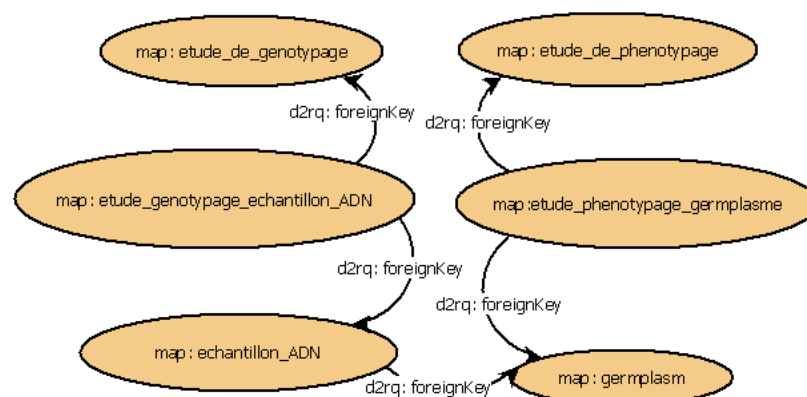 map: etude_de_genotypage
map: etude_de_phenotypage
d2rq: foreignKey
d2rq: foreignKey
map: etude_genotypage_echantillon_ADN
map:etude_phenotypage_germplasme
d2rq: foreignKey
d2rq: foreignKey
map: echantillon_ADN
d2rq: foreignKey
map: germplasm